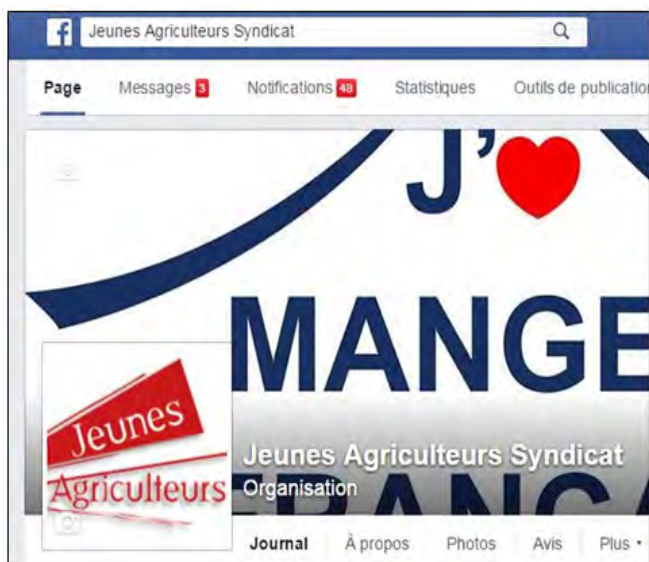 Jeunes Agriculteurs Syndicat
Page Messages 3 Notifications 48 Statistiques Outils de publication
J'
MANGE
Jeunes
Agriculteurs
Jeunes Agriculteurs Syndicat
Organisation
Journal À propos Photos Avis Plus